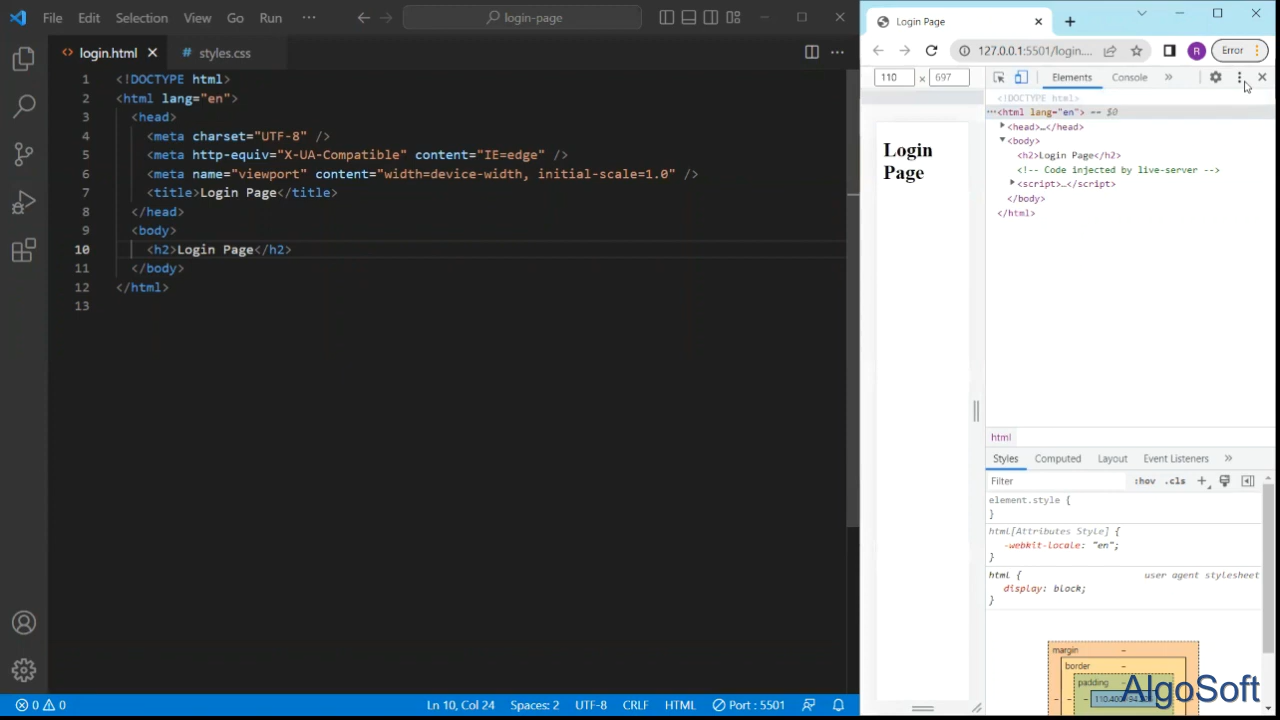 File Edit Selection View Go Run ··· login-page
login.html styles.css
1 <!DOCTYPE html>
2 <html lang="en">
3 <head>
4 <meta charset="UTF-8" />
5 <meta http-equiv="X-UA-Compatible" content="IE=edge" />
6 <meta name="viewport" content="width=device-width, initial-scale=1.0" />
7 <title>Login Page</title>
8 </head>
9 <body>
10 <h2>Login Page</h2>
11 </body>
12 </html>
13
0 0 Ln 10, Col 24 Spaces: 2 UTF-8 CRLF HTML Port : 5501
Login Page
127.0.0.1:5501/login.... R Error
110 x 697 Elements Console »
Login
Page
<!DOCTYPE html>
···<html lang="en"> == $0
<head>…</head>
<body>
<h2>Login Page</h2>
<!-- Code injected by live-server -->
<script>…</script>
</body>
</html>
html
Styles Computed Layout Event Listeners »
Filter :hov .cls +
element.style {
}
html[Attributes Style] {
-webkit-locale: "en";
}
html { user agent stylesheet
display: block;
}
margin –
border –
padding –
AlgoSoft